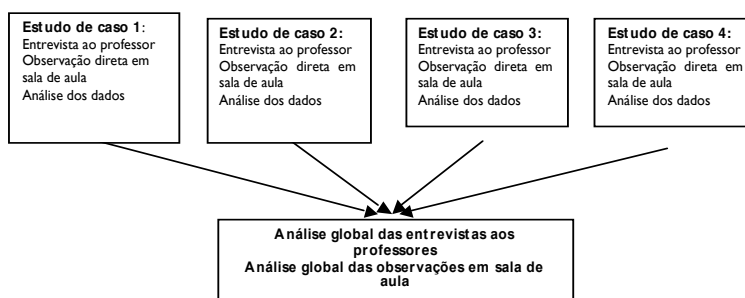 Estudo de caso 1:
Entrevista ao professor
Observação direta em
sala de aula
Análise dos dados
Estudo de caso 2:
Entrevista ao professor
Observação direta em
sala de aula
Análise dos dados
Estudo de caso 3:
Entrevista ao professor
Observação direta em
sala de aula
Análise dos dados
Estudo de caso 4:
Entrevista ao professor
Observação direta em
sala de aula
Análise dos dados
Análise global das entrevistas aos
professores
Análise global das observações em sala de
aula